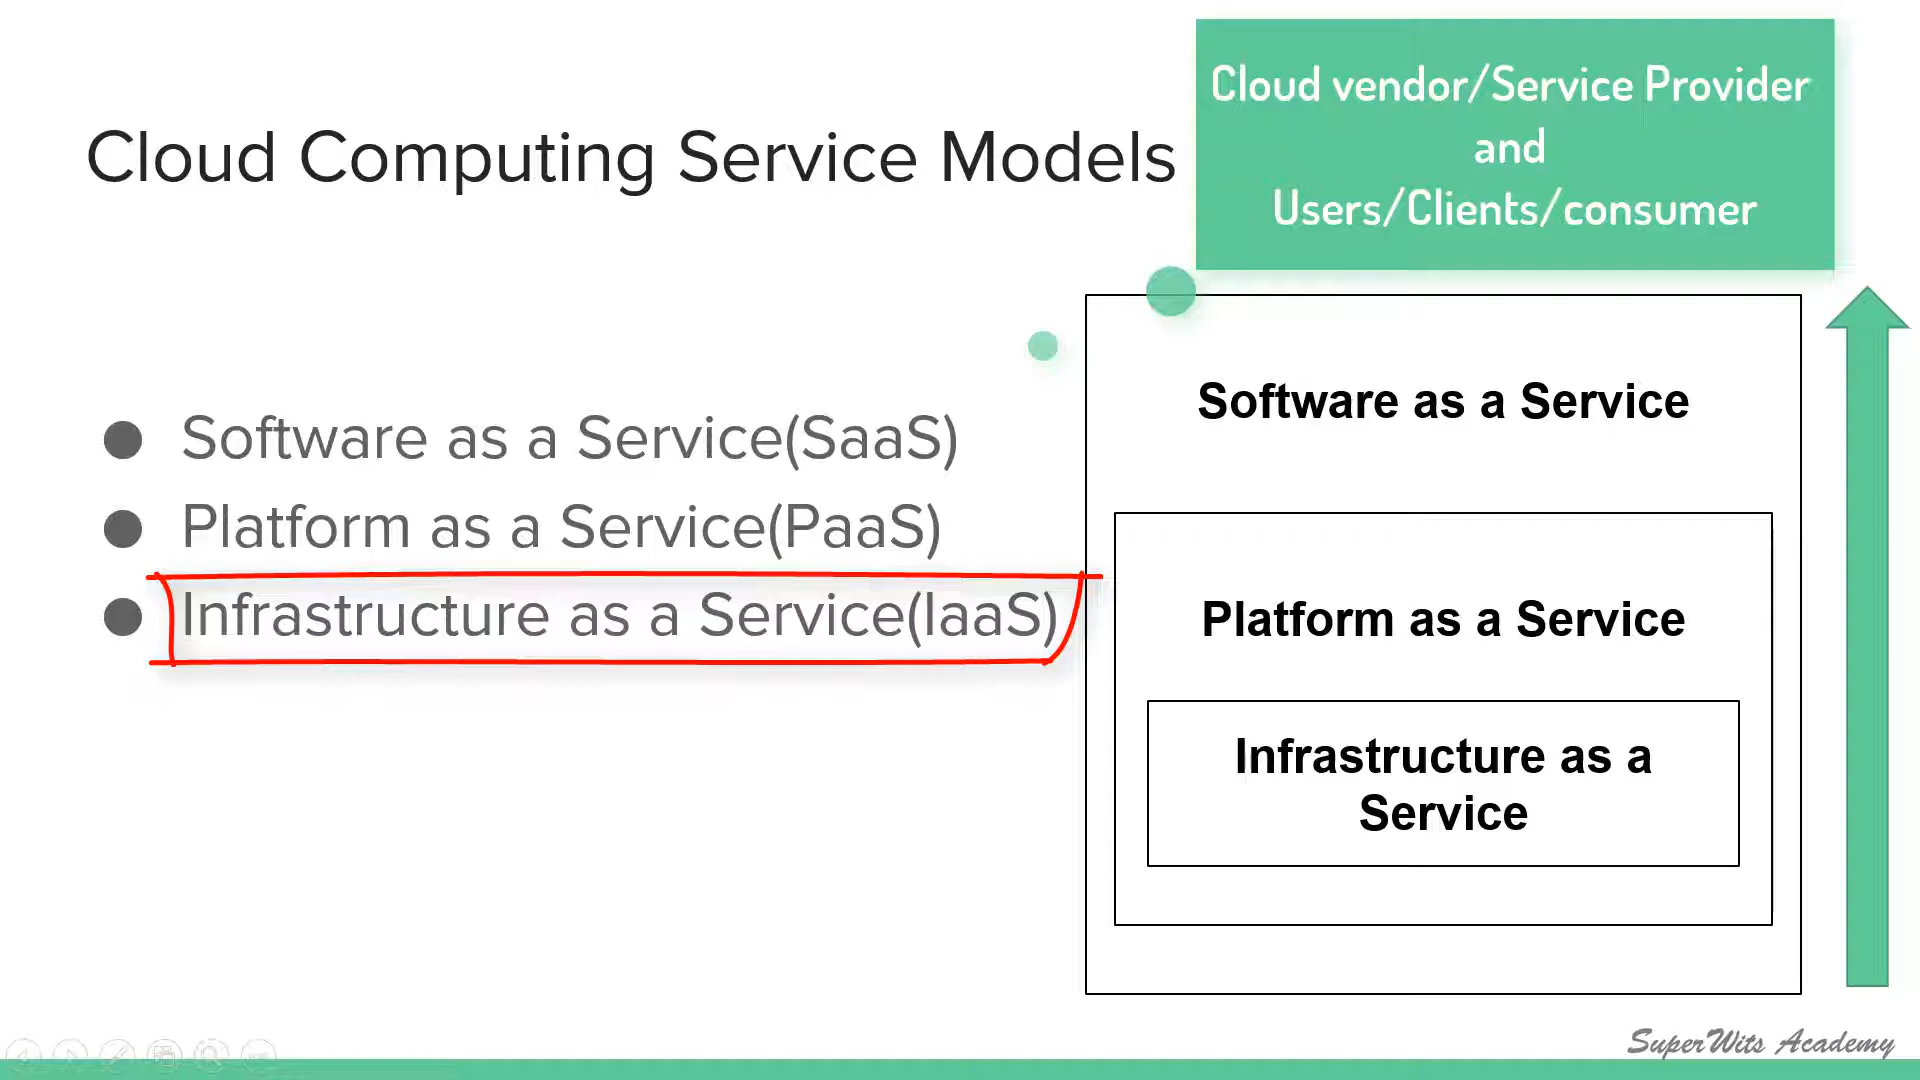 Cloud vendor/Service Provider
and
Users/Clients/consumer
Cloud Computing Service Models
Software as a Service(SaaS)
Platform as a Service(PaaS)
Infrastructure as a Service(IaaS)
Software as a Service
Platform as a Service
Infrastructure as a
Service
SuperWits Academy